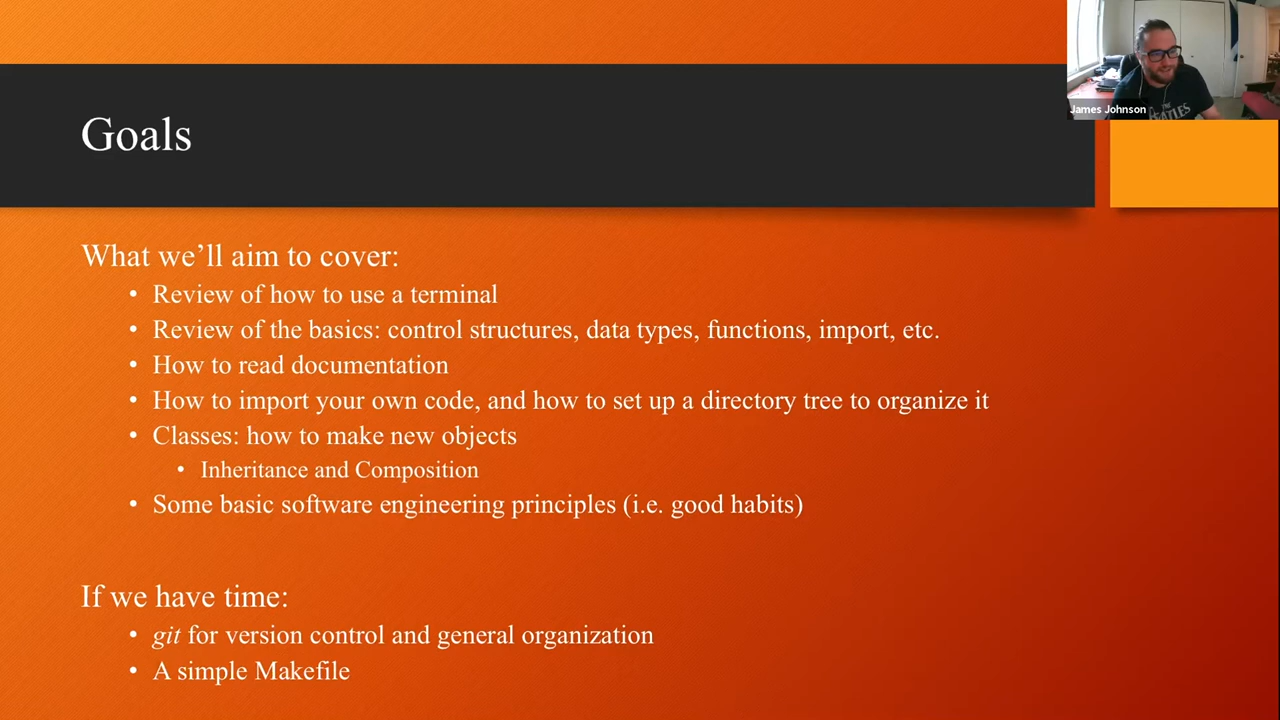 James Johnson
THE
BEATLES
Goals
What we’ll aim to cover:
• Review of how to use a terminal
• Review of the basics: control structures, data types, functions, import, etc.
• How to read documentation
• How to import your own code, and how to set up a directory tree to organize it
• Classes: how to make new objects
• Inheritance and Composition
• Some basic software engineering principles (i.e. good habits)
If we have time:
• git for version control and general organization
• A simple Makefile